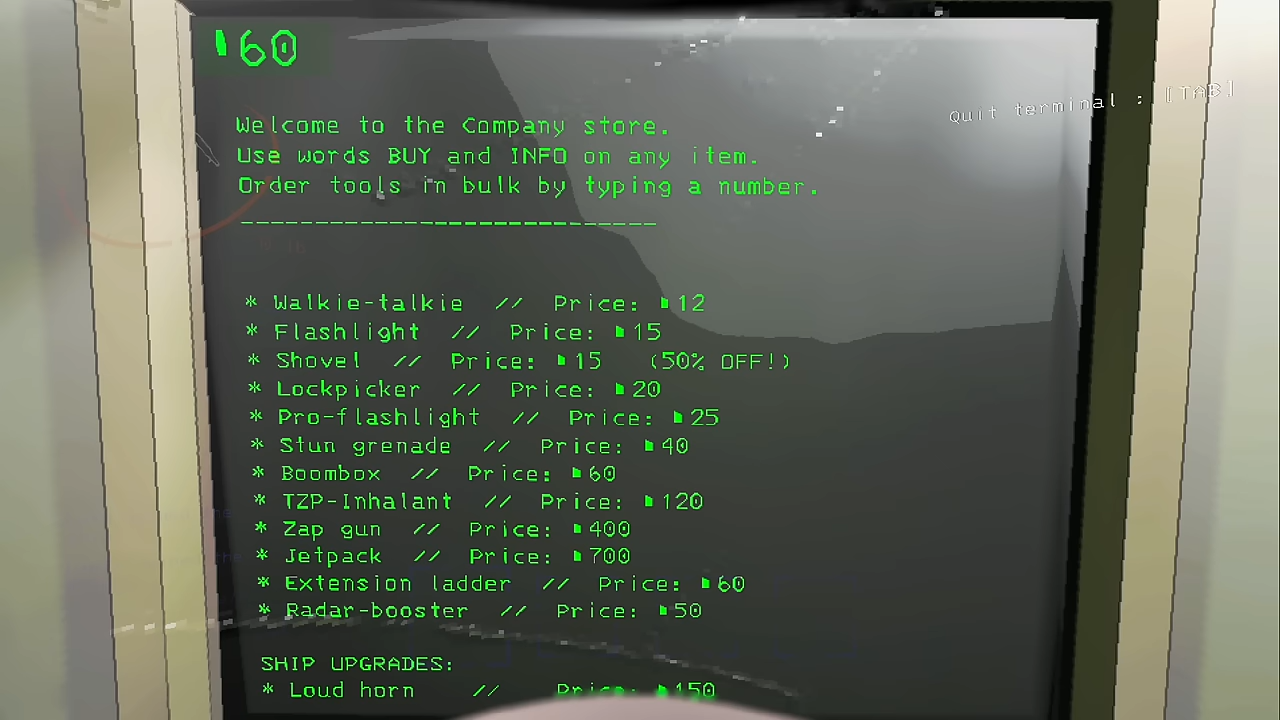 ▮60
Quit terminal : [TAB]
Welcome to the Company store.
Use words BUY and INFO on any item.
Order tools in bulk by typing a number.
____________________________
* Walkie-talkie // Price: ▮12
* Flashlight // Price: ▮15
* Shovel // Price: ▮15 (50% OFF!)
* Lockpicker // Price: ▮20
* Pro-flashlight // Price: ▮25
* Stun grenade // Price: ▮40
* Boombox // Price: ▮60
* TZP-Inhalant // Price: ▮120
* Zap gun // Price: ▮400
* Jetpack // Price: ▮700
* Extension ladder // Price: ▮60
* Radar-booster // Price: ▮50
SHIP UPGRADES:
* Loud horn // Price: ▮150